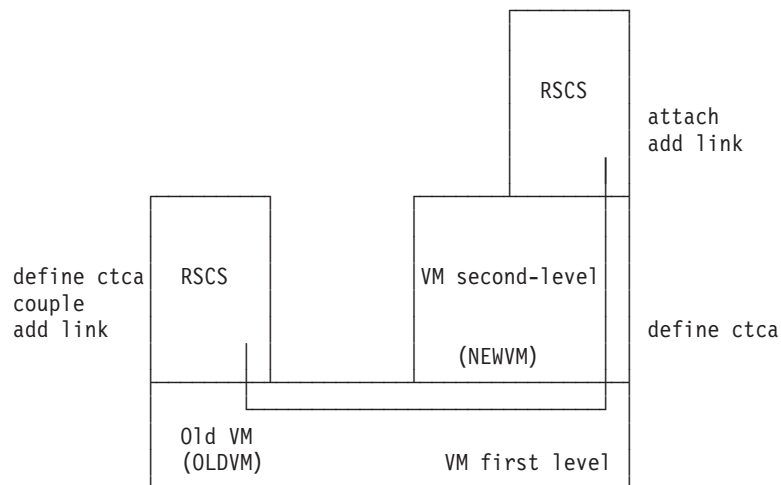 RSCS
attach
add link
define ctca
couple
add link
RSCS
VM second-level
(NEWVM)
define ctca
Old VM
(OLDVM)
VM first level